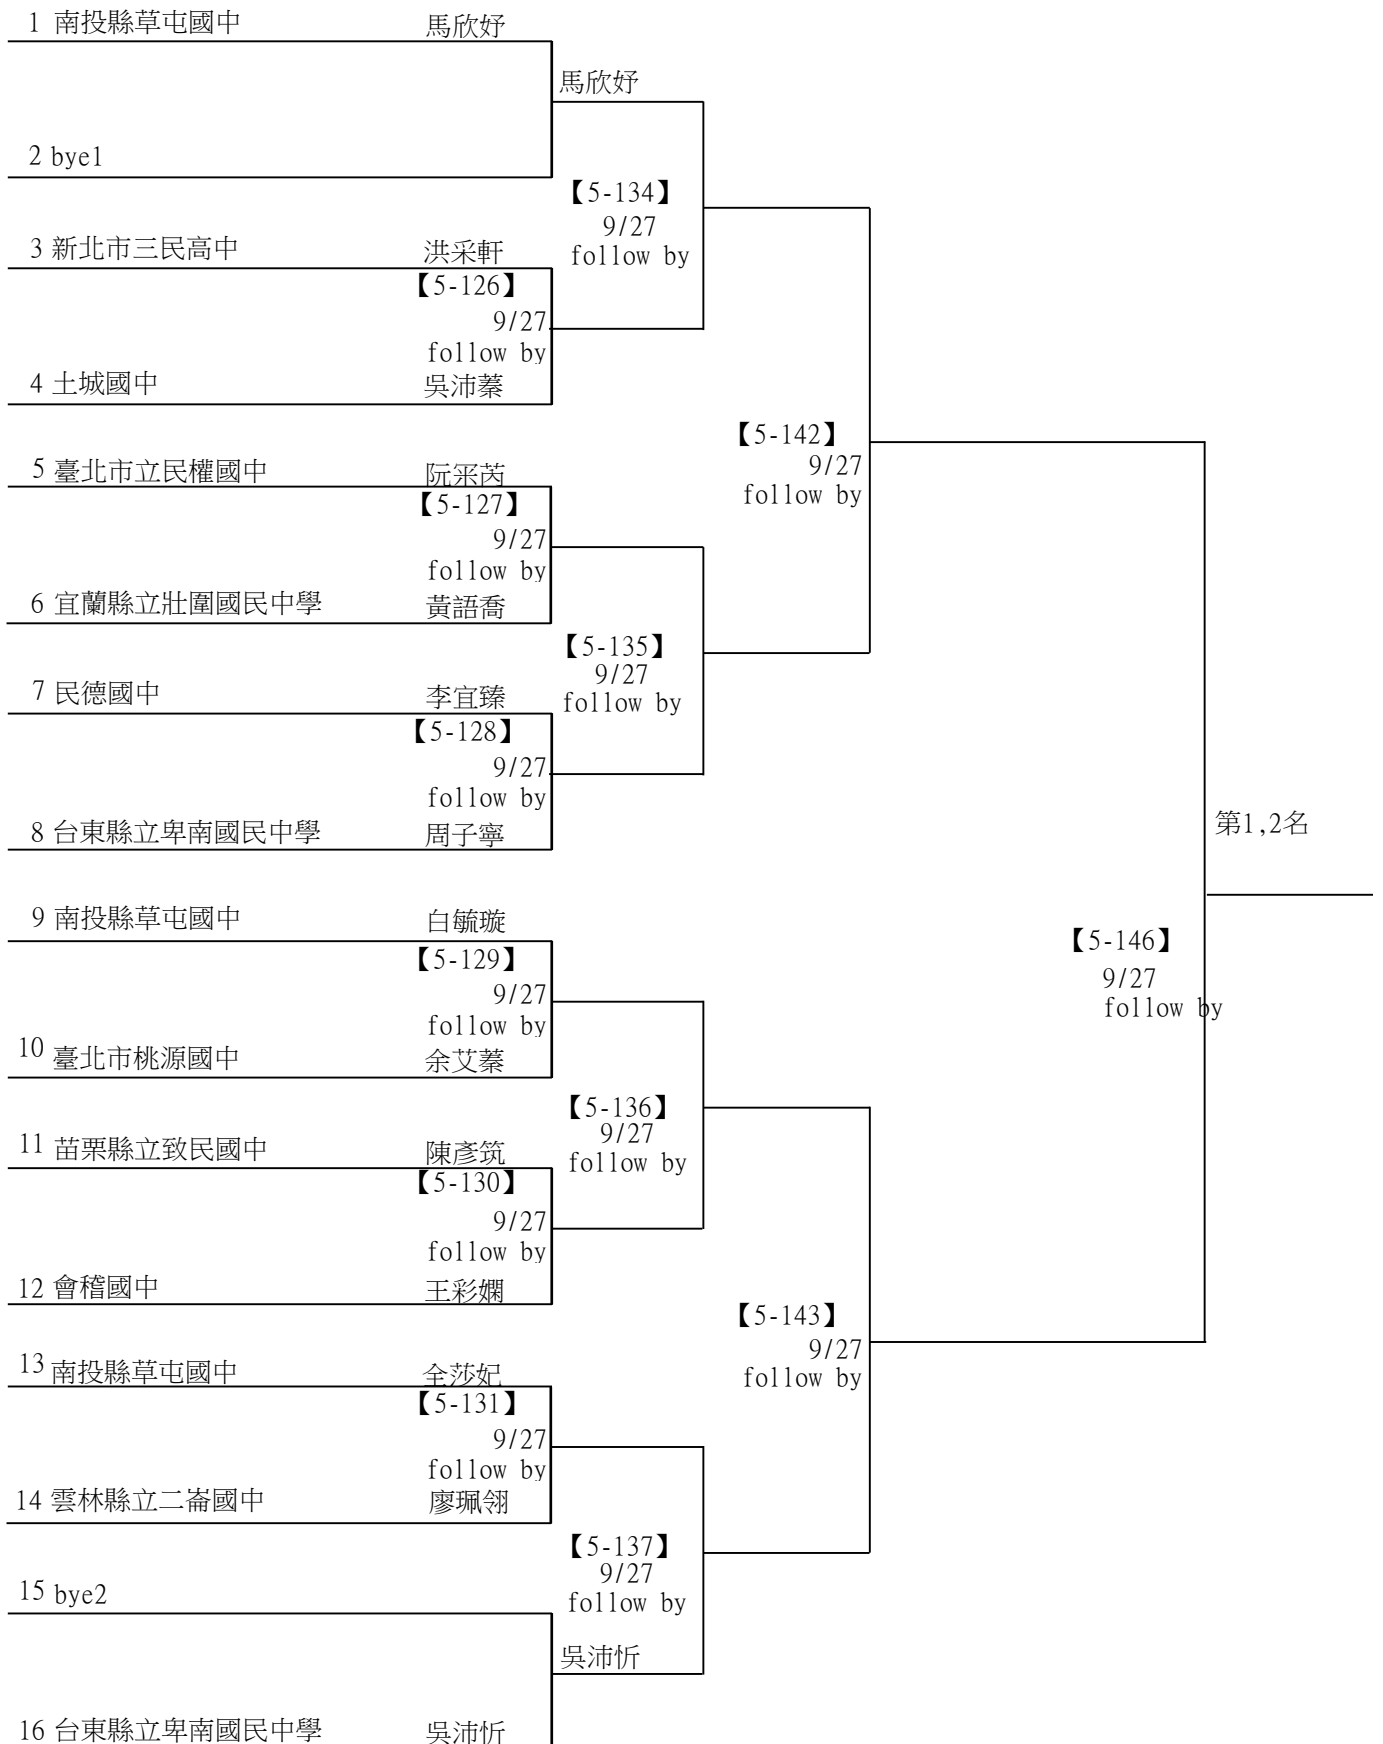 1 南投縣草屯國中 馬欣妤
馬欣妤
2 bye1
【5-134】
9/27
follow by
3 新北市三民高中 洪采軒
【5-126】
9/27
follow by
4 土城國中 吳沛蓁
【5-142】
9/27
follow by
5 臺北市立民權國中 阮冞芮
【5-127】
9/27
follow by
6 宜蘭縣立壯圍國民中學 黃語喬
【5-135】
9/27
follow by
7 民德國中 李宜臻
【5-128】
9/27
follow by
8 台東縣立卑南國民中學 周子寧
第1,2名
9 南投縣草屯國中 白毓璇
【5-129】
9/27
follow by
【5-146】
9/27
follow by
10 臺北市桃源國中 余艾蓁
【5-136】
9/27
follow by
11 苗栗縣立致民國中 陳彥筑
【5-130】
9/27
follow by
12 會稽國中 王彩嫻
【5-143】
9/27
follow by
13 南投縣草屯國中 全莎妃
【5-131】
9/27
follow by
14 雲林縣立二崙國中 廖珮翎
【5-137】
9/27
follow by
15 bye2
吳沛忻
16 台東縣立卑南國民中學 吳沛忻